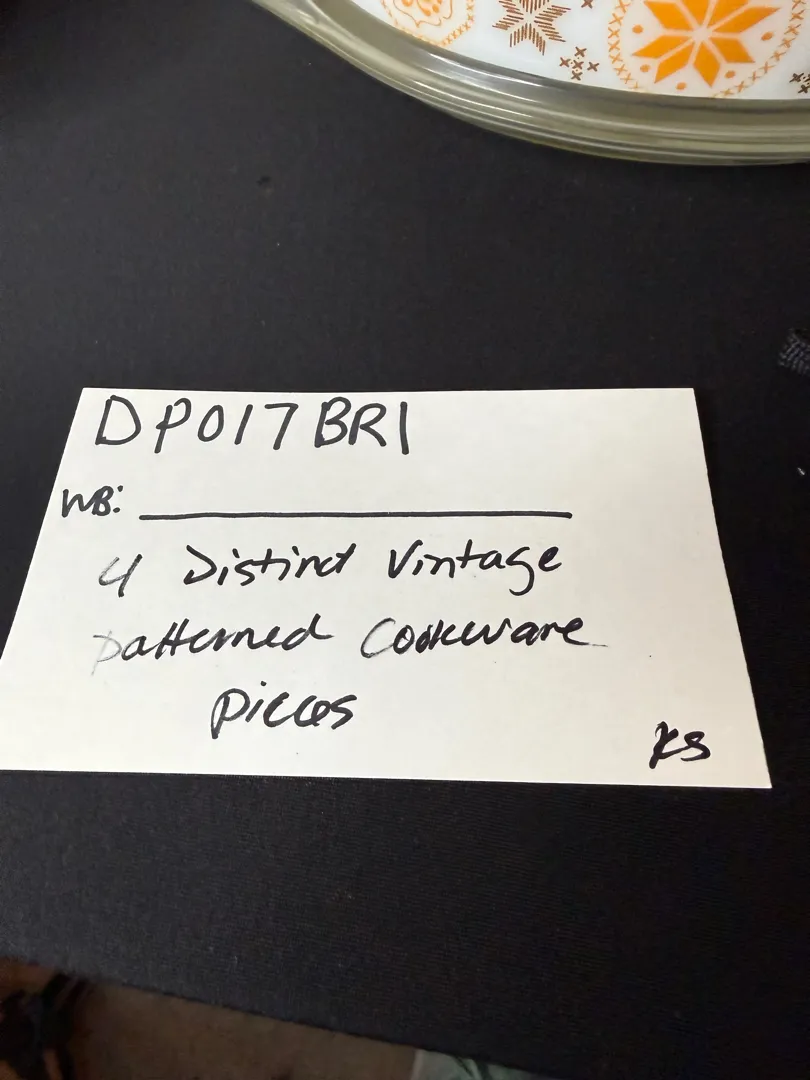 DP017BR1
WB:
4 Distinct Vintage
patterned Cookware
pieces
KS